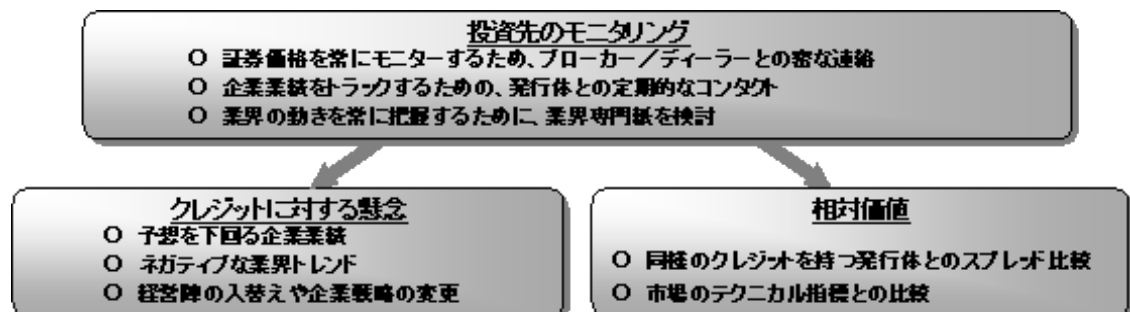 投資先のモニタリング
○ 証券価格を常にモニターするため、ブローカー／ディーラーとの密な連絡
○ 企業業績をトラックするための、発行体との定期的なコンタクト
○ 業界の動きを常に把握するために、業界専門紙を検討
クレジットに対する懸念
○ 予想を下回る企業業績
○ ネガティブな業界トレンド
○ 経営陣の入替えや企業戦略の変更
相対価値
○ 同様のクレジットを持つ発行体とのスプレッド比較
○ 市場のテクニカル指標との比較